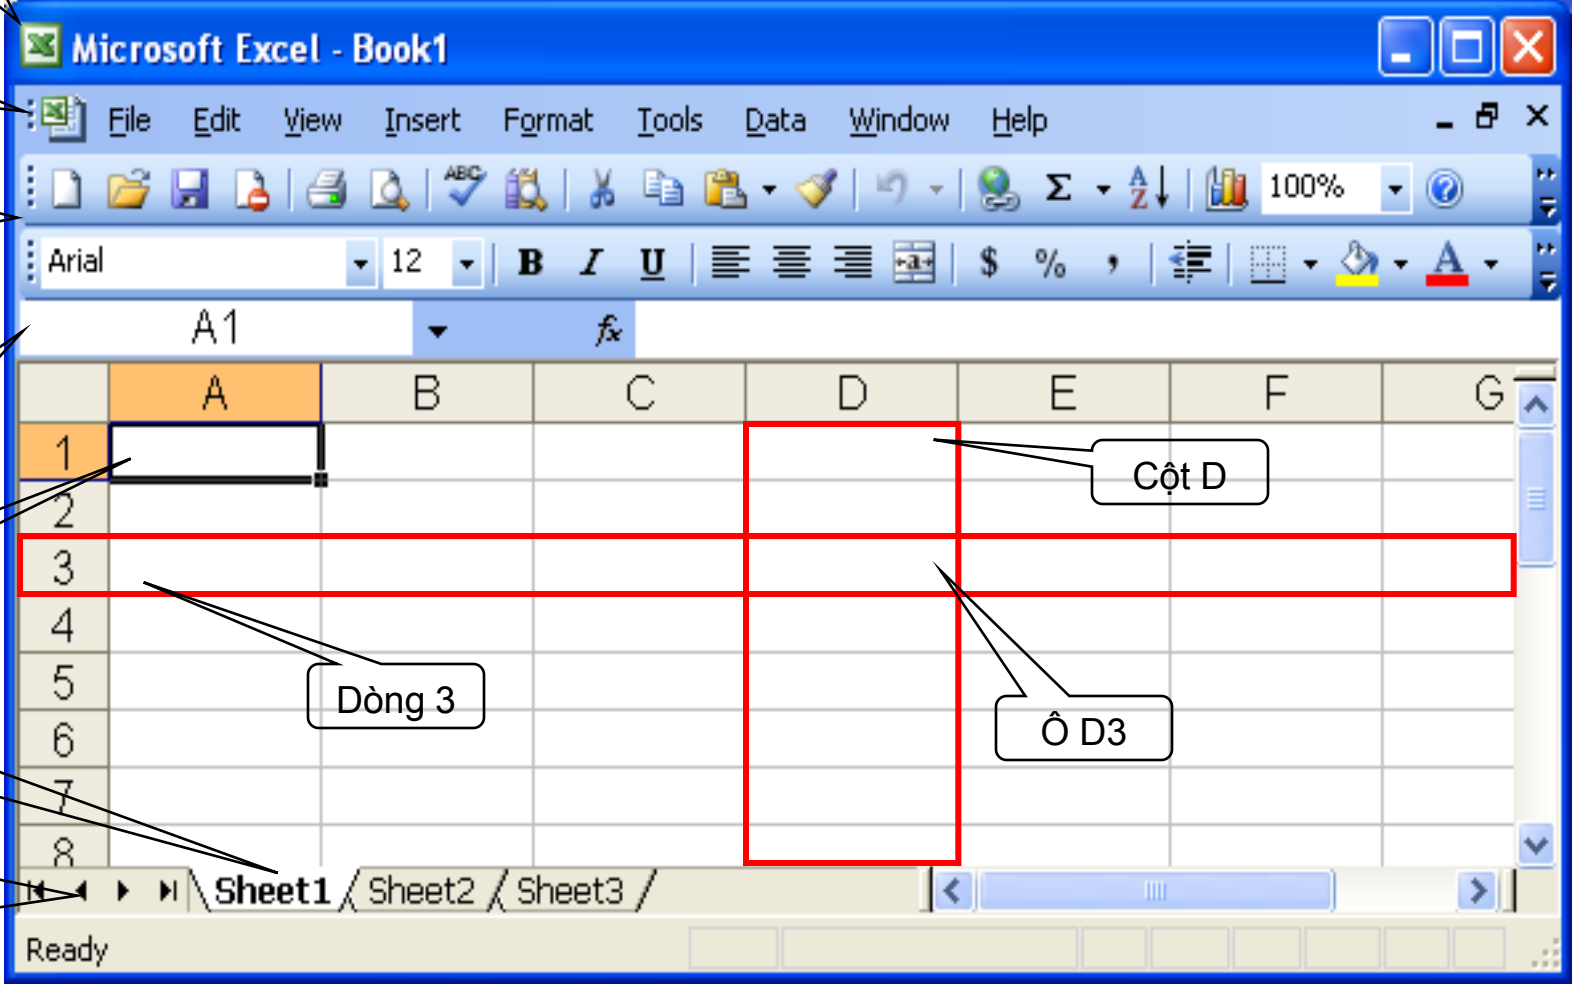 Microsoft Excel - Book1
File Edit View Insert Format Tools Data Window Help
ABC Σ A Z 100% ?
Arial 12 B I U a $ % , A
A1 fx
A B C D E F G
1
Cột D
2
3
4
5
Dòng 3
Ô D3
6
7
8
Sheet1 Sheet2 Sheet3
Ready